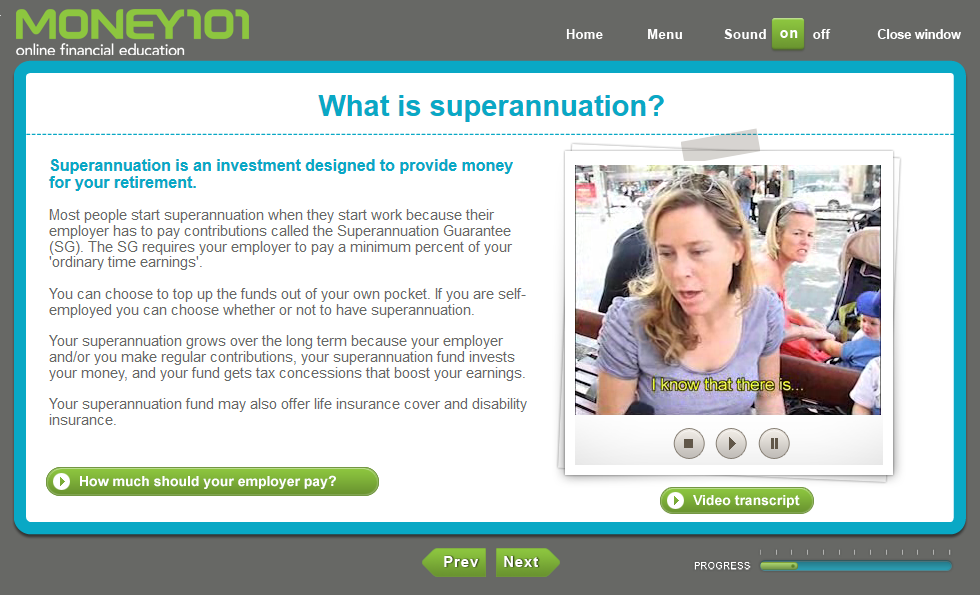 MONEY101
online financial education
Home Menu Sound on off Close window
What is superannuation?
Superannuation is an investment designed to provide money
for your retirement.
Most people start superannuation when they start work because their
employer has to pay contributions called the Superannuation Guarantee
(SG). The SG requires your employer to pay a minimum percent of your
'ordinary time earnings'.
You can choose to top up the funds out of your own pocket. If you are self-
employed you can choose whether or not to have superannuation.
Your superannuation grows over the long term because your employer
and/or you make regular contributions, your superannuation fund invests
your money, and your fund gets tax concessions that boost your earnings.
Your superannuation fund may also offer life insurance cover and disability
insurance.
How much should your employer pay?
I know that there is...
Video transcript
Prev Next
PROGRESS